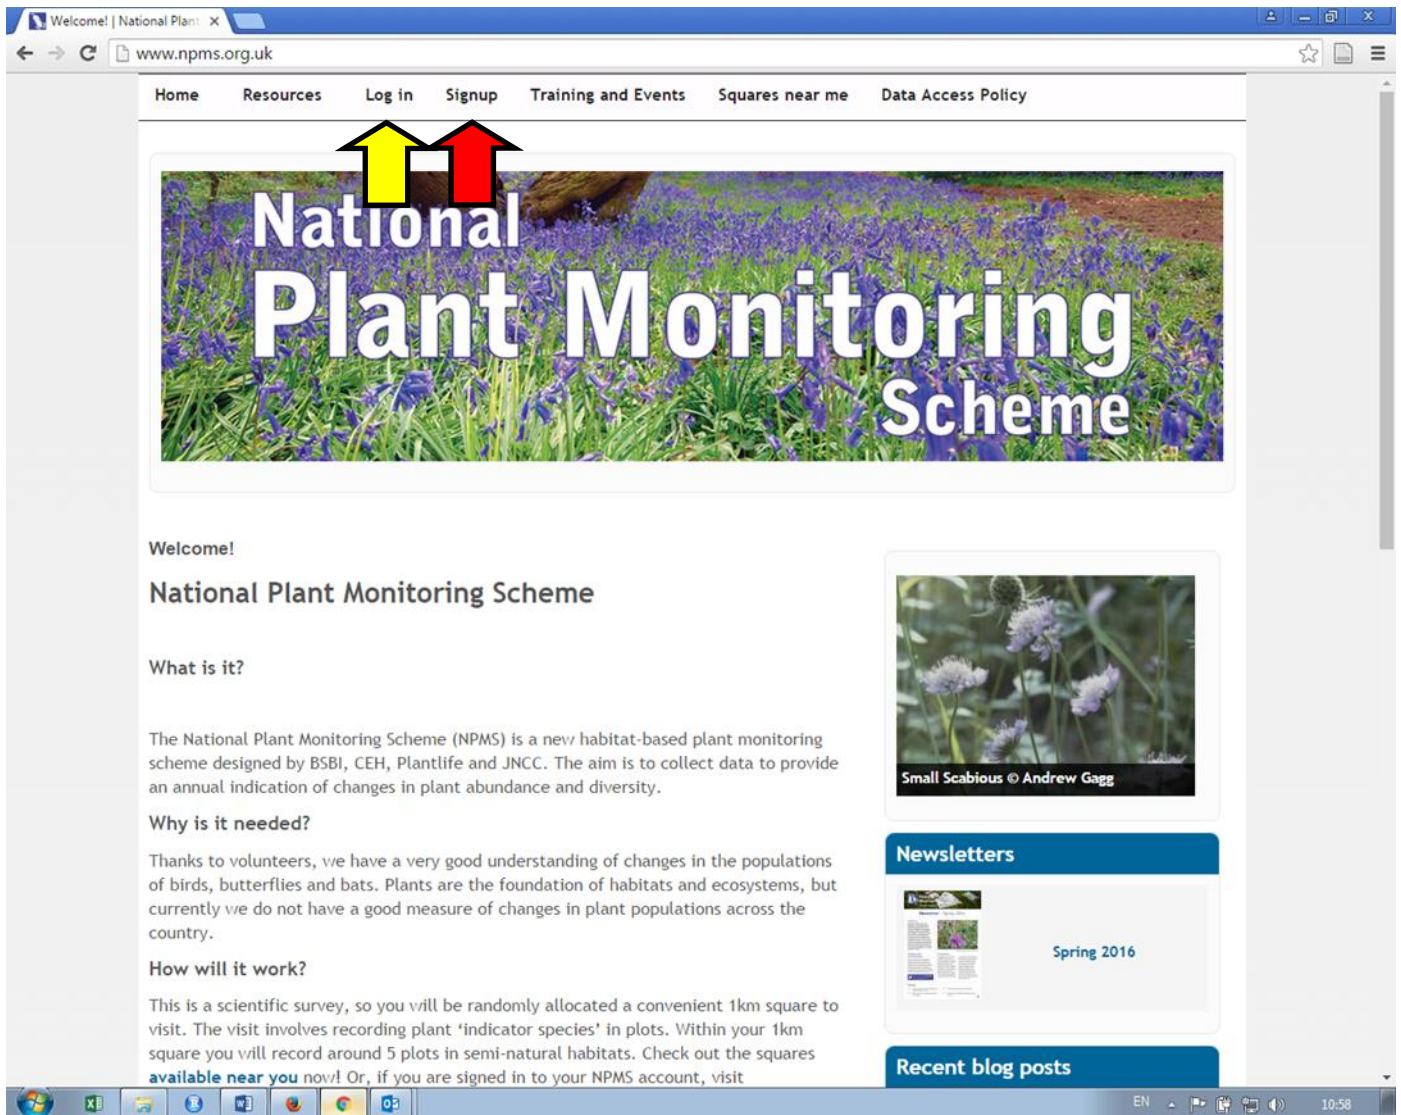 Welcome! | National Plant
www.npms.org.uk
Home Resources Log in Signup Training and Events Squares near me Data Access Policy
National
Plant Monitoring
Scheme
Welcome!
National Plant Monitoring Scheme
What is it?
The National Plant Monitoring Scheme (NPMS) is a new habitat-based plant monitoring
scheme designed by BSBI, CEH, Plantlife and JNCC. The aim is to collect data to provide
an annual indication of changes in plant abundance and diversity.
Why is it needed?
Thanks to volunteers, we have a very good understanding of changes in the populations
of birds, butterflies and bats. Plants are the foundation of habitats and ecosystems, but
currently we do not have a good measure of changes in plant populations across the
country.
How will it work?
This is a scientific survey, so you will be randomly allocated a convenient 1km square to
visit. The visit involves recording plant ‘indicator species’ in plots. Within your 1km
square you will record around 5 plots in semi-natural habitats. Check out the squares
available near you now! Or, if you are signed in to your NPMS account, visit
Small Scabious © Andrew Gagg
Newsletters
Spring 2016
Recent blog posts
EN 10:58